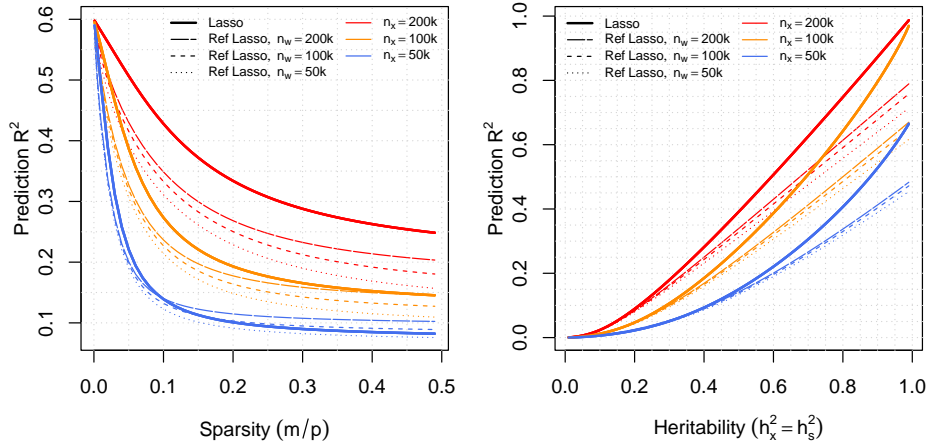 Prediction R²
0.1 0.2 0.3 0.4 0.5 0.6
Lasso
Ref Lasso, n_w = 200k
Ref Lasso, n_w = 100k
Ref Lasso, n_w = 50k
n_x = 200k
n_x = 100k
n_x = 50k
0.0 0.1 0.2 0.3 0.4 0.5
Sparsity (m/p)
Prediction R²
0.0 0.2 0.4 0.6 0.8 1.0
Lasso
Ref Lasso, n_w = 200k
Ref Lasso, n_w = 100k
Ref Lasso, n_w = 50k
n_x = 200k
n_x = 100k
n_x = 50k
0.0 0.2 0.4 0.6 0.8 1.0
Heritability (h_x^2 = h_s^2)